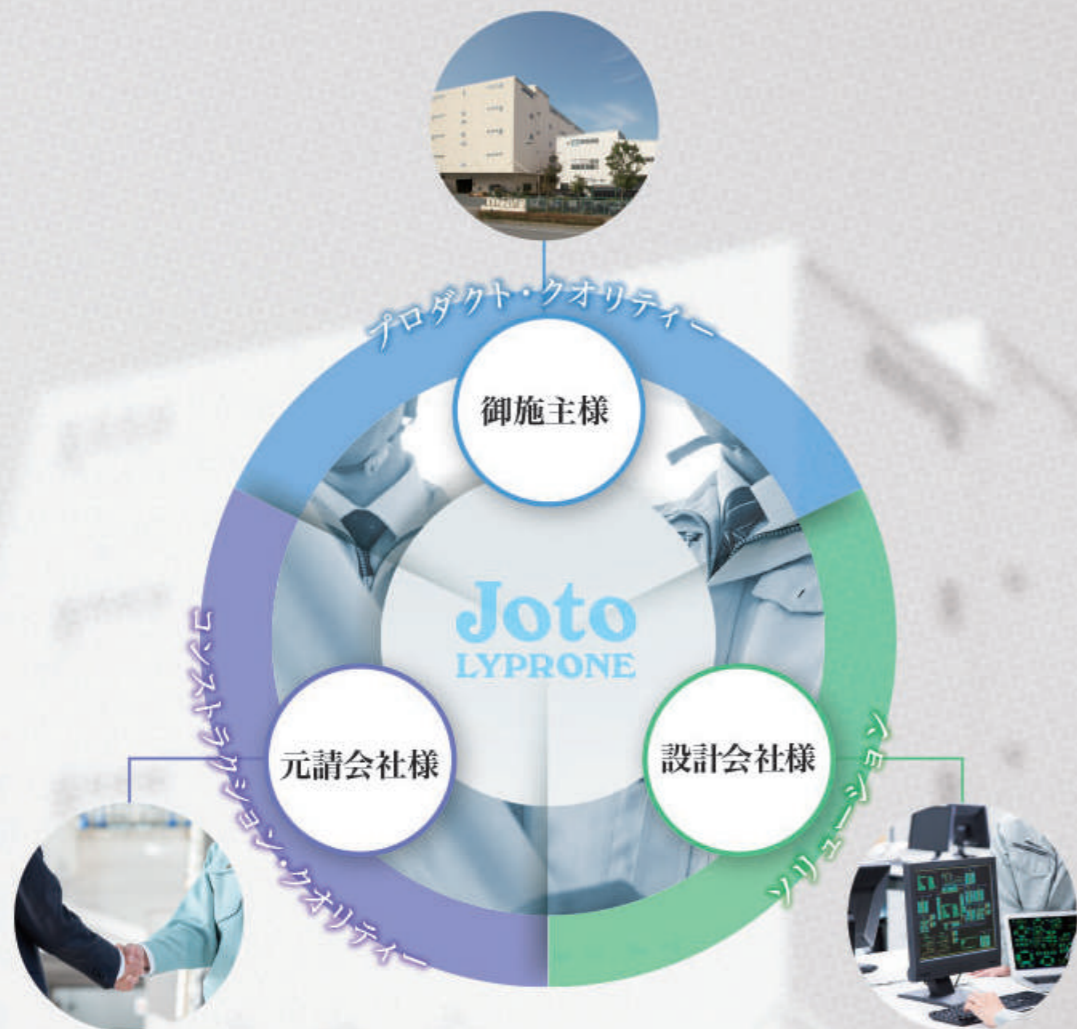 プロダクト・クオリティー
御施主様
Joto
LYPRONE
元請会社様
設計会社様
コンストラクション・クオリティー
ソリューション